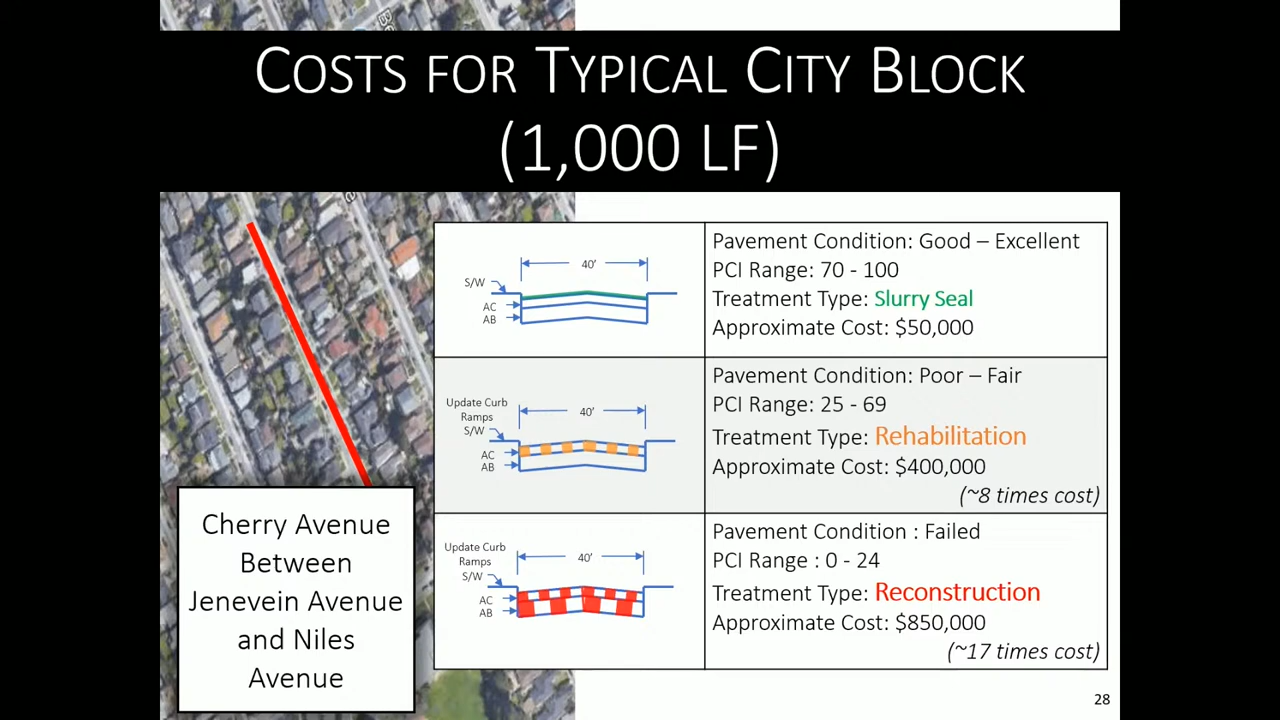 COSTS FOR TYPICAL CITY BLOCK
(1,000 LF)
Cherry Avenue
Between
Jenevein Avenue
and Niles
Avenue
40'
S/W
AC
AB
Pavement Condition: Good – Excellent
PCI Range: 70 - 100
Treatment Type: Slurry Seal
Approximate Cost: $50,000
Update Curb
Ramps
40'
S/W
AC
AB
Pavement Condition: Poor – Fair
PCI Range: 25 - 69
Treatment Type: Rehabilitation
Approximate Cost: $400,000
(~8 times cost)
Update Curb
Ramps
40'
S/W
AC
AB
Pavement Condition : Failed
PCI Range : 0 - 24
Treatment Type: Reconstruction
Approximate Cost: $850,000
(~17 times cost)
28